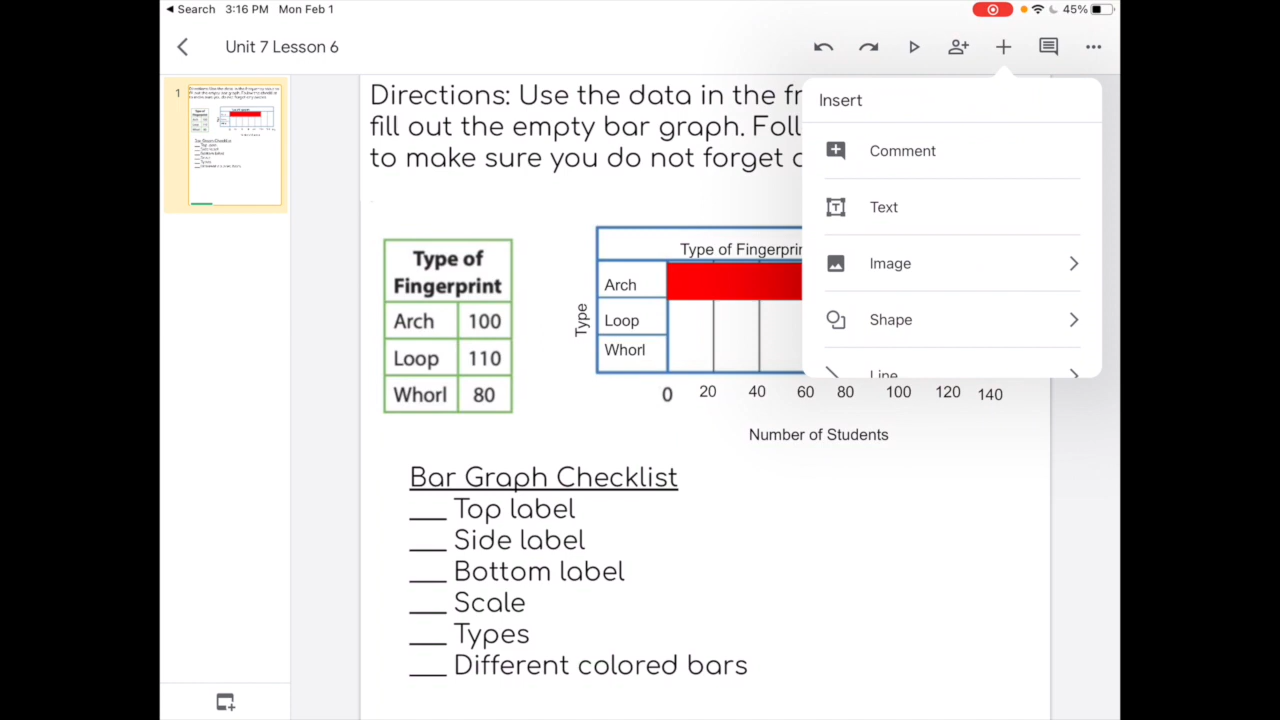 Search 3:16 PM Mon Feb 1 45%
Unit 7 Lesson 6
Insert
Comment
Text
Image
Shape
Line
1
Directions: Use the data in the
fill out the empty bar graph.
to make sure you do not forget
Type of
Fingerprint
Arch 100
Loop 110
Whorl 80
Type of
Type
Arch
Loop
Whorl
0 20 40 60 80 100 120 140
Number of Students
Bar Graph Checklist
___ Top label
___ Side label
___ Bottom label
___ Scale
___ Types
___ Different colored bars